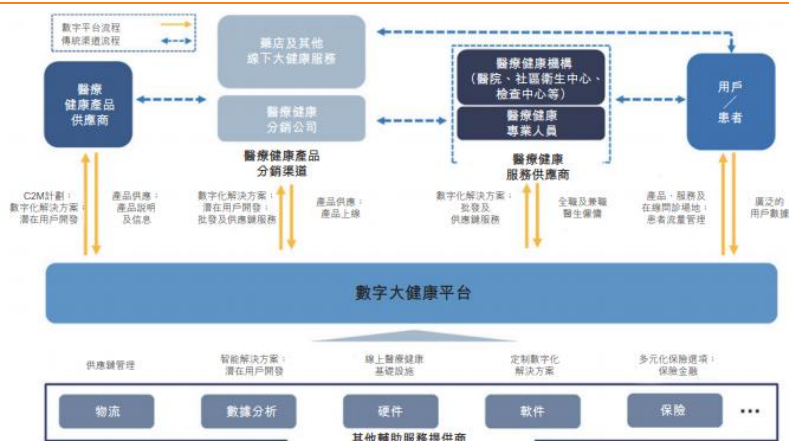 數字平台流程
傳統渠道流程
醫療
健康產品
供應商
藥店及其他
線下大健康服務
醫療健康
分銷公司
醫療健康產品
分銷渠道
醫療健康機構
（醫院、社區衛生中心、
檢查中心等）
醫療健康
專業人員
醫療健康
服務供應商
用戶
／
患者
C2M計劃；
數字化解決方案；
潛在用戶開發
產品供應；
產品說明
及信息
數字化解決方案；
潛在用戶開發；
批發及供應鏈服務
產品供應；
產品上線
數字化解決方案；
批發及
供應鏈服務
全職及兼職
醫生僱傭
產品、服務及
在線問診場地；
患者流量管理
廣泛的
用戶數據
數字大健康平台
供應鏈管理
智能解決方案；
潛在用戶開發
線上醫療健康
基礎設施
定制數字化
解決方案
多元化保險選項；
保險金融
物流
數據分析
硬件
軟件
保險
...
其他輔助服務提供商